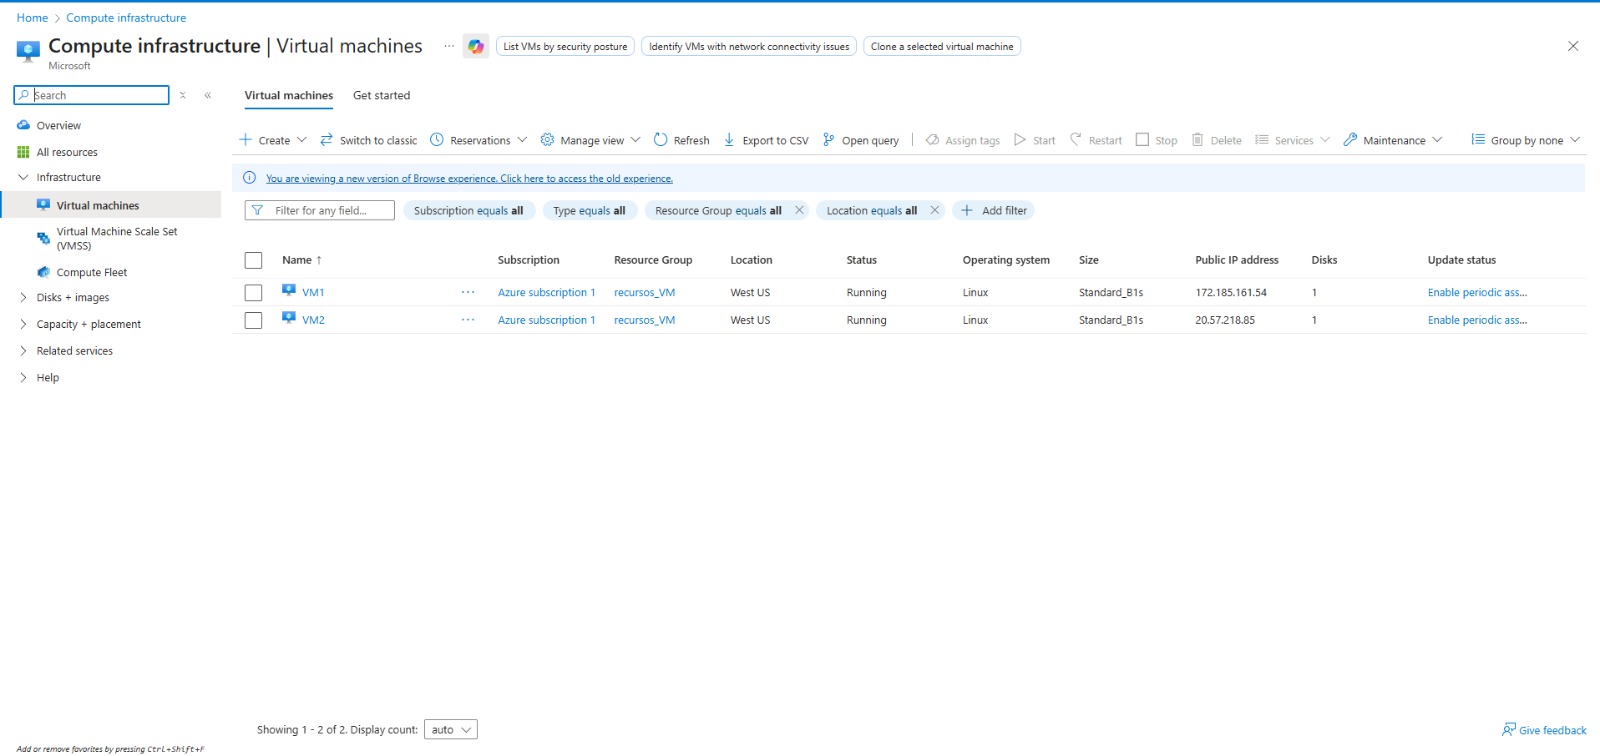 Home > Compute infrastructure
Compute infrastructure | Virtual machines ...
List VMs by security posture
Identify VMs with network connectivity issues
Clone a selected virtual machine
Microsoft
Search
Overview
All resources
Infrastructure
Virtual machines
Virtual Machine Scale Set
(VMSS)
Compute Fleet
Disks + images
Capacity + placement
Related services
Help
Virtual machines Get started
Create Switch to classic Reservations Manage view Refresh Export to CSV Open query Assign tags Start Restart Stop Delete Services Maintenance Group by none
You are viewing a new version of Browse experience. Click here to access the old experience.
Filter for any field... Subscription equals all Type equals all Resource Group equals all Location equals all Add filter
Name ↑ Subscription Resource Group Location Status Operating system Size Public IP address Disks Update status
VM1 ... Azure subscription 1 recursos_VM West US Running Linux Standard_B1s 172.185.161.54 1 Enable periodic ass...
VM2 ... Azure subscription 1 recursos_VM West US Running Linux Standard_B1s 20.57.218.85 1 Enable periodic ass...
Showing 1 - 2 of 2. Display count: auto
Give feedback
Add or remove favorites by pressing Ctrl+Shift+F